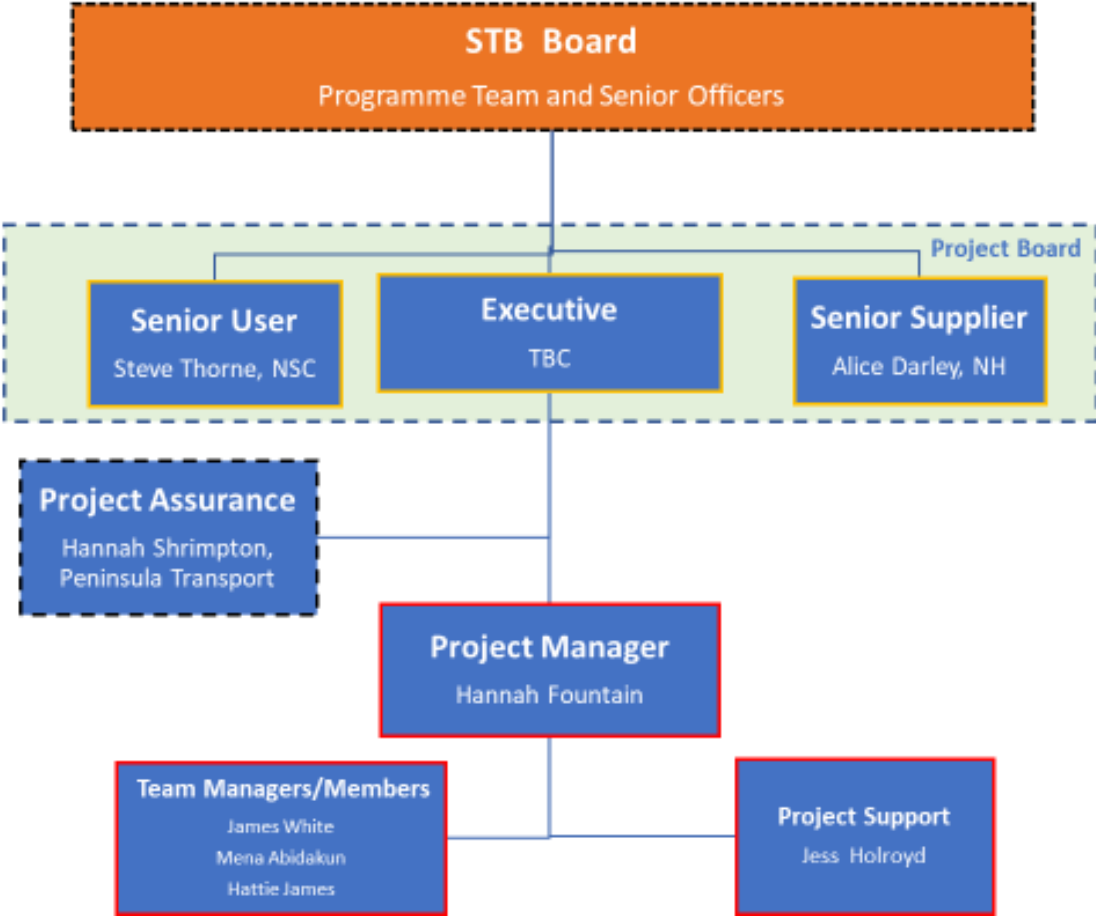 STB Board
Programme Team and Senior Officers
Project Board
Senior User
Steve Thorne, NSC
Executive
TBC
Senior Supplier
Alice Darley, NH
Project Assurance
Hannah Shrimpton,
Peninsula Transport
Project Manager
Hannah Fountain
Team Managers/Members
James White
Mena Abidakun
Hattie James
Project Support
Jess Holroyd